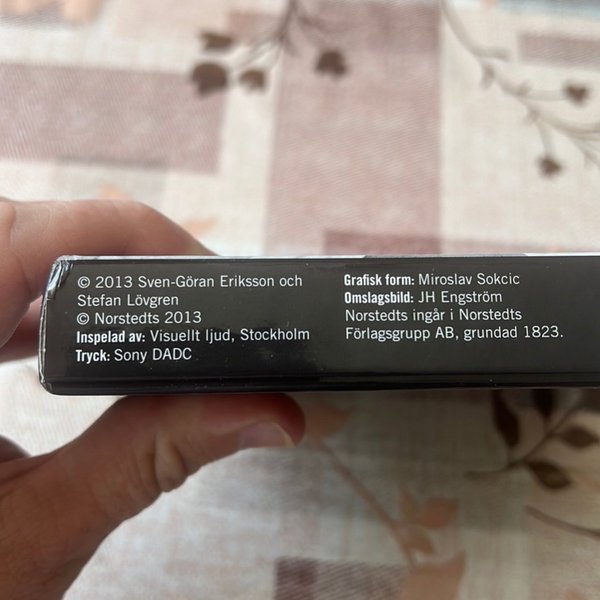 © 2013 Sven-Göran Eriksson och
Stefan Lövgren
© Norstedts 2013
Inspelad av: Visuellt ljud, Stockholm
Tryck: Sony DADC
Grafisk form: Miroslav Sokcic
Omslagsbild: JH Engström
Norstedts ingår i Norstedts
Förlagsgrupp AB, grundad 1823.